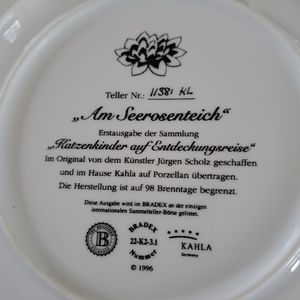 Teller Nr.: 11381 KL
„Am Seerosenteich“
Erstausgabe der Sammlung
„Katzenkinder auf Entdeckungsreise“
Im Original von dem Künstler Jürgen Scholz geschaffen
und im Hause Kahla auf Porzellan übertragen.
Die Herstellung ist auf 98 Brenntage begrenzt.
Diese Ausgabe wird im BRADEX an der einzigen
internationalen Sammelteller-Börse gelistet.
B
BRADEX
22-K2-3.1
Nummer
KAHLA
Germany
© 1996